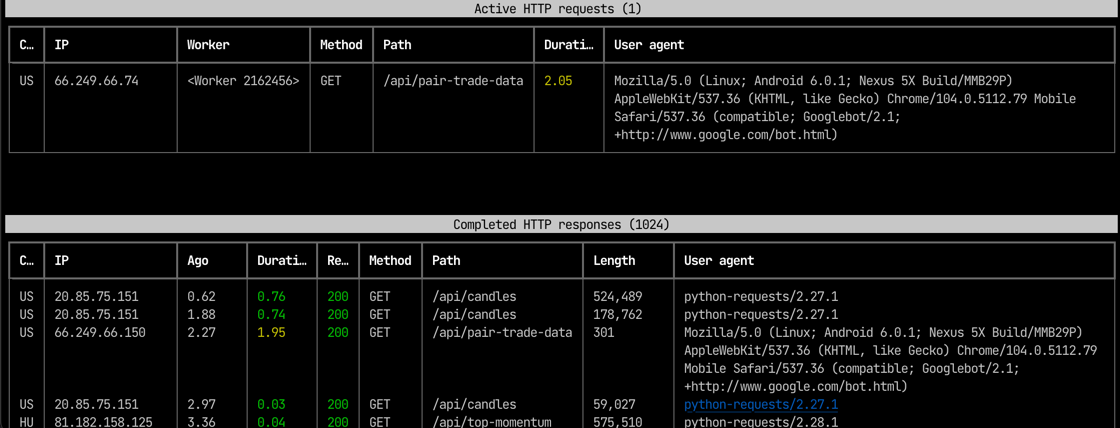 Active HTTP requests (1)
C… IP Worker Method Path Durati… User agent
US 66.249.66.74 <Worker 2162456> GET /api/pair-trade-data 2.05 Mozilla/5.0 (Linux; Android 6.0.1; Nexus 5X Build/MMB29P)
AppleWebKit/537.36 (KHTML, like Gecko) Chrome/104.0.5112.79 Mobile
Safari/537.36 (compatible; Googlebot/2.1;
+http://www.google.com/bot.html)
Completed HTTP responses (1024)
C… IP Ago Durati… Re… Method Path Length User agent
US 20.85.75.151 0.62 0.76 200 GET /api/candles 524,489 python-requests/2.27.1
US 20.85.75.151 1.88 0.74 200 GET /api/candles 178,762 python-requests/2.27.1
US 66.249.66.150 2.27 1.95 200 GET /api/pair-trade-data 301 Mozilla/5.0 (Linux; Android 6.0.1; Nexus 5X Build/MMB29P)
AppleWebKit/537.36 (KHTML, like Gecko) Chrome/104.0.5112.79
Mobile Safari/537.36 (compatible; Googlebot/2.1;
+http://www.google.com/bot.html)
US 20.85.75.151 2.97 0.03 200 GET /api/candles 59,027 python-requests/2.27.1
HU 81.182.158.125 3.36 0.04 200 GET /api/top-momentum 575,510 python-requests/2.28.1